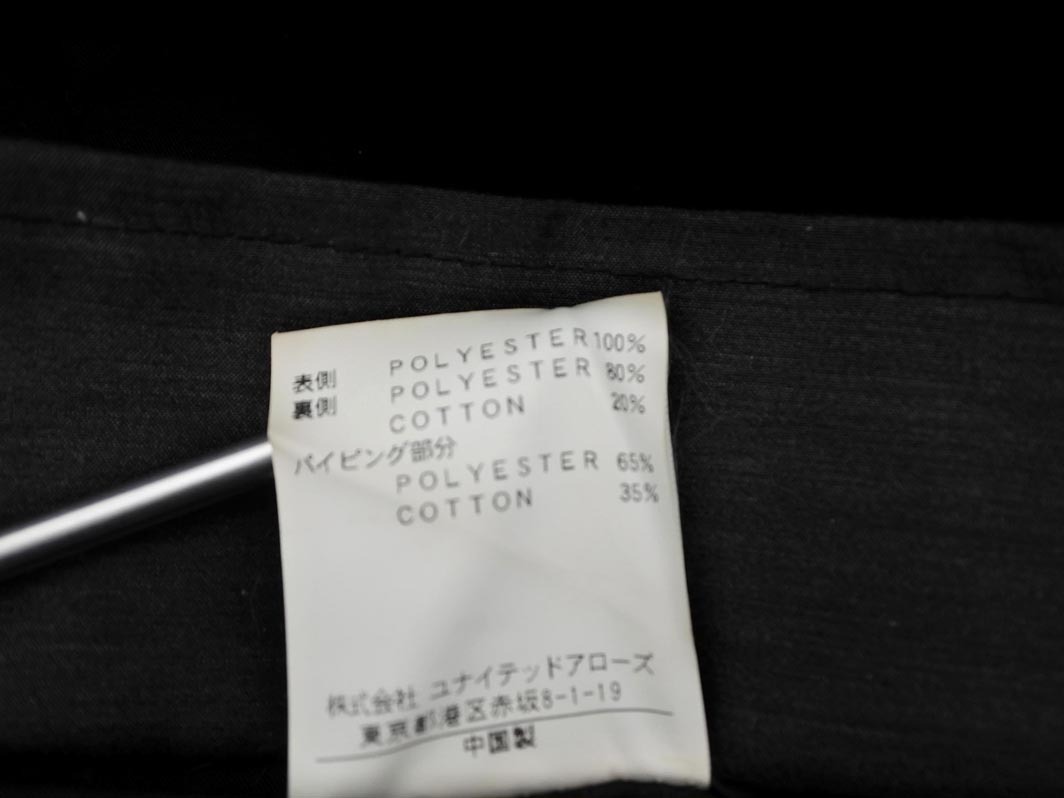 表側 POLYESTER 100%
裏側 POLYESTER 80%
COTTON 20%
パイピング部分
POLYESTER 65%
COTTON 35%
株式会社 ユナイテッドアローズ
東京都港区赤坂8-1-19
中国製